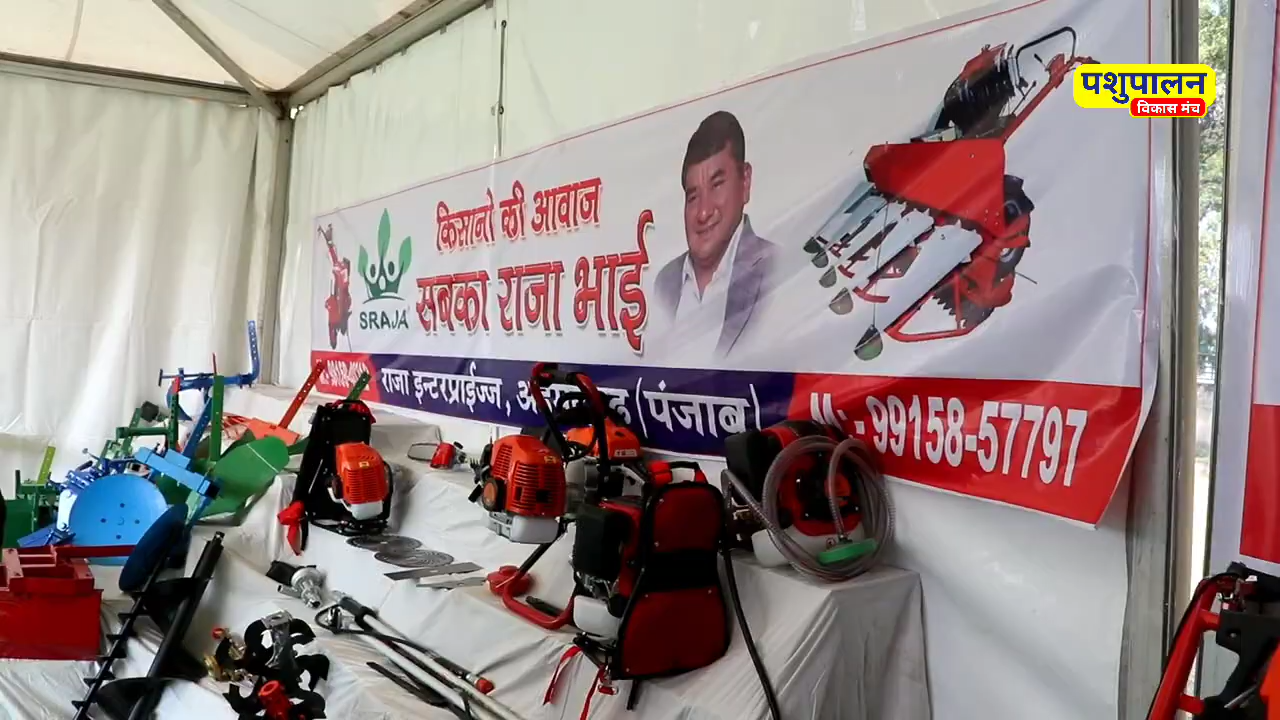 पशुपालन
विकास मंच
किसानो की आवाज
सबका राजा भाई
SRAJA
राजा इन्टरप्राईज्ज, (पंजाब)
M:-99158-57797